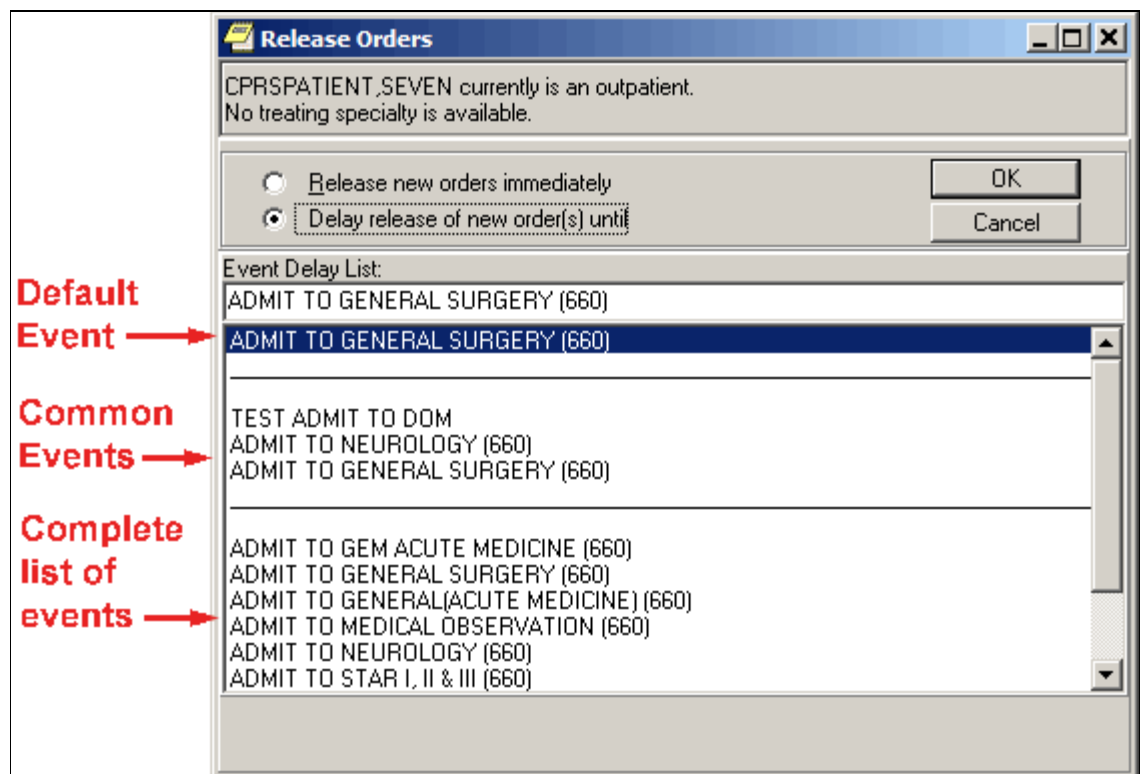 Release Orders
CPRSPATIENT,SEVEN currently is an outpatient.
No treating specialty is available.
Release new orders immediately
OK
Delay release of new order(s) until
Cancel
Event Delay List:
ADMIT TO GENERAL SURGERY (660)
Default
Event
ADMIT TO GENERAL SURGERY (660)
Common
Events
TEST ADMIT TO DOM
ADMIT TO NEUROLOGY (660)
ADMIT TO GENERAL SURGERY (660)
Complete
list of
events
ADMIT TO GEM ACUTE MEDICINE (660)
ADMIT TO GENERAL SURGERY (660)
ADMIT TO GENERAL(ACUTE MEDICINE) (660)
ADMIT TO MEDICAL OBSERVATION (660)
ADMIT TO NEUROLOGY (660)
ADMIT TO STAR I, II & III (660)